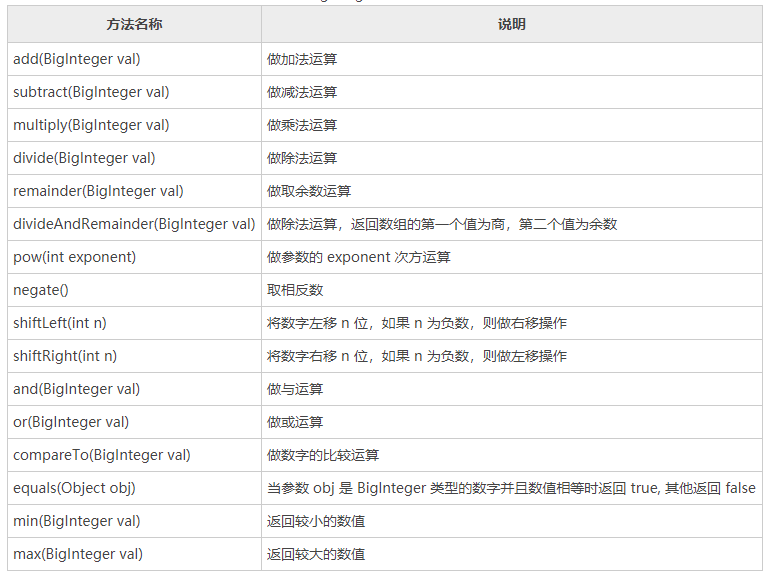 方法名称 说明
add(BigInteger val) 做加法运算
subtract(BigInteger val) 做减法运算
multiply(BigInteger val) 做乘法运算
divide(BigInteger val) 做除法运算
remainder(BigInteger val) 做取余数运算
divideAndRemainder(BigInteger val) 做除法运算，返回数组的第一个值为商，第二个值为余数
pow(int exponent) 做参数的 exponent 次方运算
negate() 取相反数
shiftLeft(int n) 将数字左移 n 位，如果 n 为负数，则做右移操作
shiftRight(int n) 将数字右移 n 位，如果 n 为负数，则做左移操作
and(BigInteger val) 做与运算
or(BigInteger val) 做或运算
compareTo(BigInteger val) 做数字的比较运算
equals(Object obj) 当参数 obj 是 BigInteger 类型的数字并且数值相等时返回 true, 其他返回 false
min(BigInteger val) 返回较小的数值
max(BigInteger val) 返回较大的数值